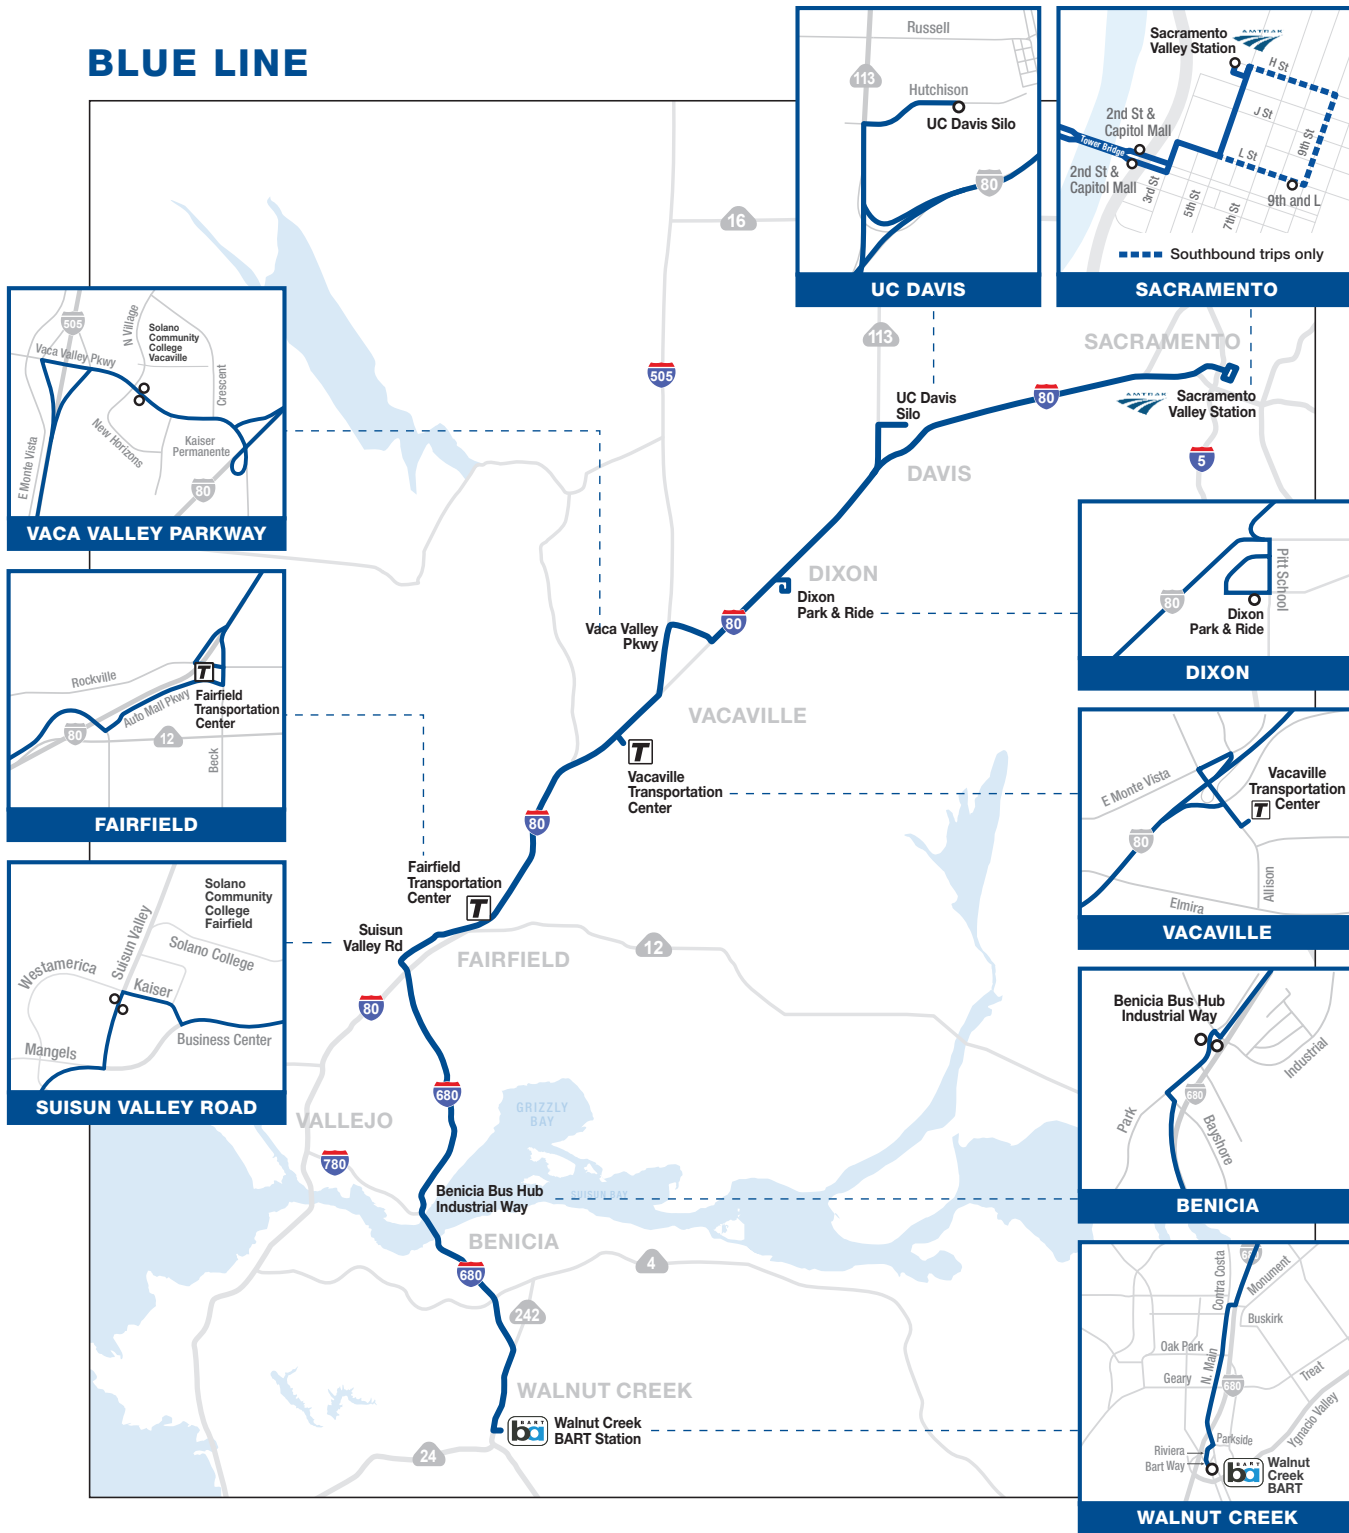 BLUE LINE
Russell
113
Hutchison
UC Davis Silo
80
UC DAVIS
Sacramento
Valley Station
AMTRAK
H St
J St
2nd St &
Capitol Mall
Tower Bridge
L St
9th St
2nd St &
Capitol Mall
3rd St
5th St
7th St
9th and L
Southbound trips only
SACRAMENTO
16
505
113
SACRAMENTO
UC Davis
Silo
80
AMTRAK
Sacramento
Valley Station
5
DAVIS
505
N Village
Solano
Community
College
Vacaville
Vaca Valley Pkwy
Crescent
New Horizons
Kaiser
Permanente
E Monte Vista
80
VACA VALLEY PARKWAY
DIXON
Dixon
Park & Ride
80
Vaca Valley
Pkwy
80
Pitt School
Dixon
Park & Ride
DIXON
Rockville
T
Auto Mall Pkwy
Fairfield
Transportation
Center
80
12
Beck
FAIRFIELD
VACAVILLE
T
Vacaville
Transportation
Center
80
E Monte Vista
Vacaville
Transportation
Center
T
80
Allison
Elmira
VACAVILLE
Fairfield
Transportation
Center
T
Suisun
Valley Rd
FAIRFIELD
12
80
Solano
Community
College
Fairfield
Suisun Valley
Solano College
Westamerica
Kaiser
Business Center
Mangels
SUISUN VALLEY ROAD
680
GRIZZLY
BAY
VALLEJO
780
Benicia Bus Hub
Industrial Way
SUISUN BAY
BENICIA
680
4
242
Benicia Bus Hub
Industrial Way
Industrial
680
Park
Bayshore
BENICIA
WALNUT CREEK
BART
ba
Walnut Creek
BART Station
24
680
Contra Costa
Monument
Buskirk
Oak Park
N. Main
Geary
680
Treat
Ygnacio Valley
Parkside
Riviera
Bart Way
BART
ba
Walnut
Creek
BART
WALNUT CREEK